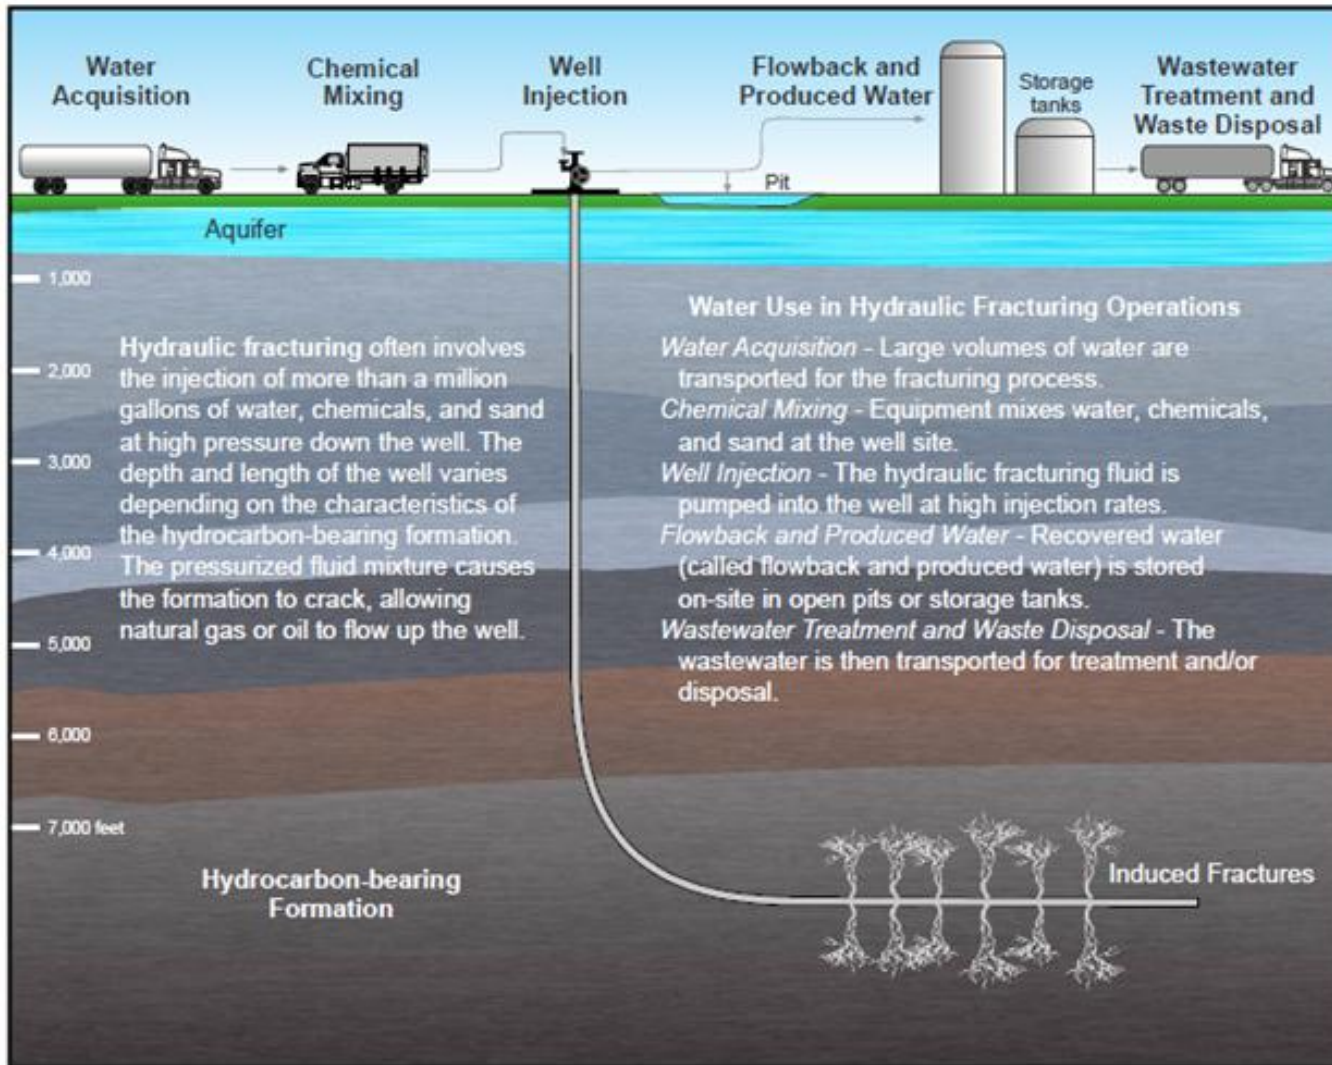 Water
Acquisition
Chemical
Mixing
Well
Injection
Flowback and
Produced Water
Storage
tanks
Wastewater
Treatment and
Waste Disposal
Pit
Aquifer
1,000
2,000
3,000
4,000
5,000
6,000
7,000 feet
Hydraulic fracturing often involves
the injection of more than a million
gallons of water, chemicals, and sand
at high pressure down the well. The
depth and length of the well varies
depending on the characteristics of
the hydrocarbon-bearing formation.
The pressurized fluid mixture causes
the formation to crack, allowing
natural gas or oil to flow up the well.
Water Use in Hydraulic Fracturing Operations
Water Acquisition - Large volumes of water are
transported for the fracturing process.
Chemical Mixing - Equipment mixes water, chemicals,
and sand at the well site.
Well Injection - The hydraulic fracturing fluid is
pumped into the well at high injection rates.
Flowback and Produced Water - Recovered water
(called flowback and produced water) is stored
on-site in open pits or storage tanks.
Wastewater Treatment and Waste Disposal - The
wastewater is then transported for treatment and/or
disposal.
Hydrocarbon-bearing
Formation
Induced Fractures